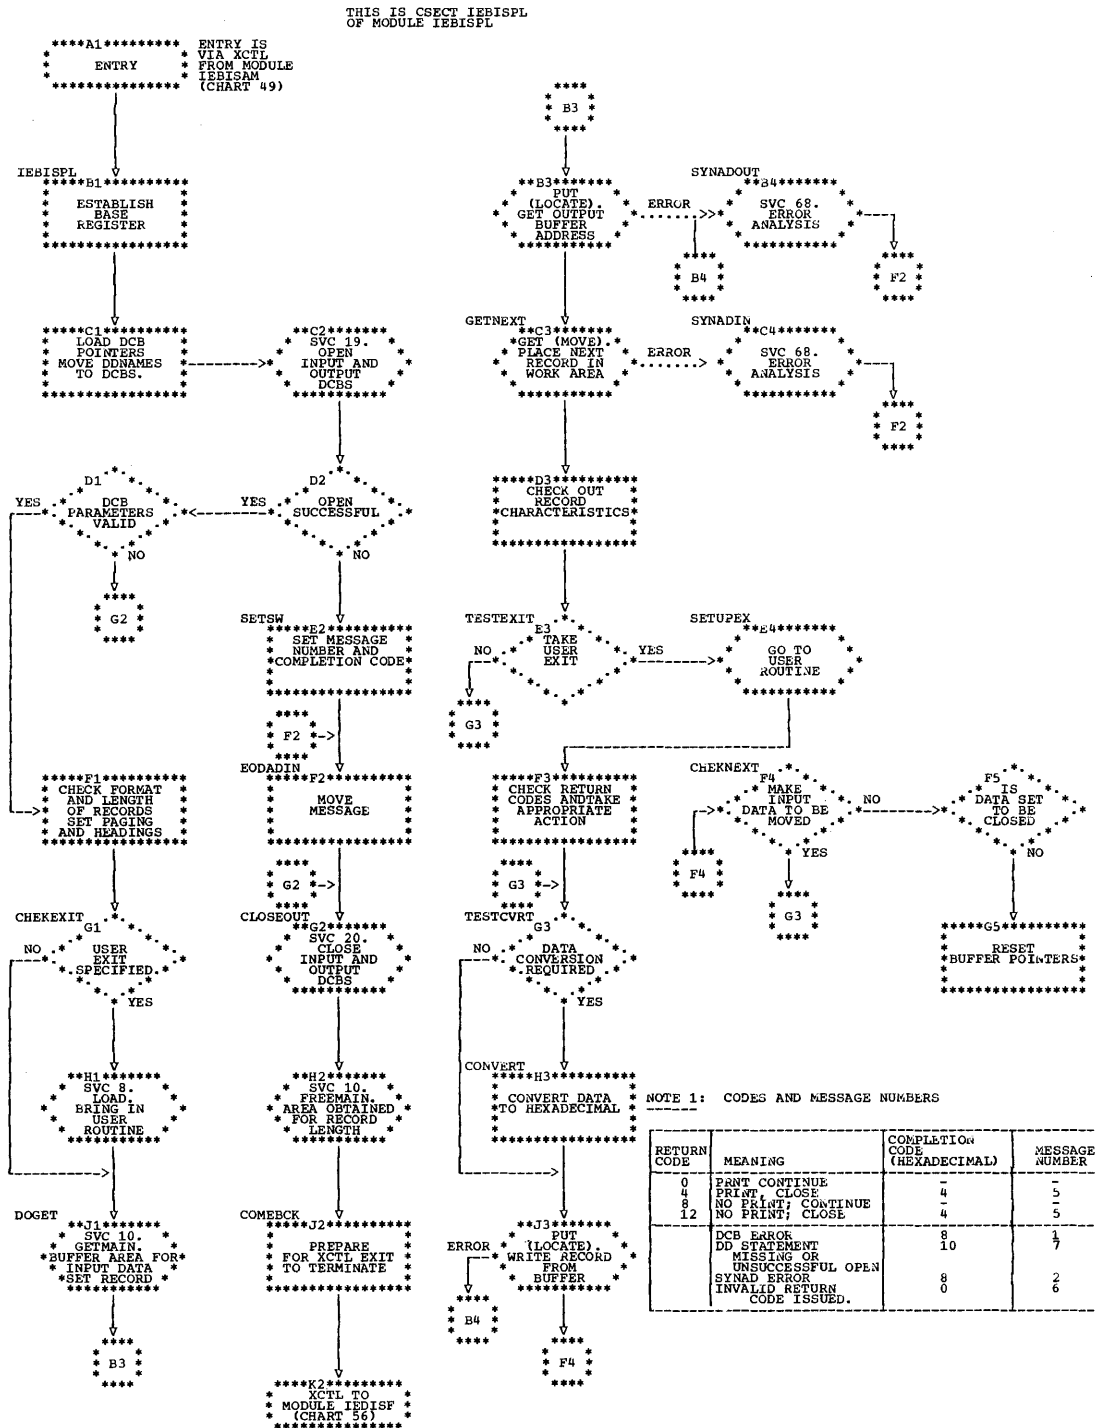 THIS IS CSECT IEBISPL
OF MODULE IEBISPL
****A1*********
ENTRY
ENTRY IS
VIA XCTL
FROM MODULE
IEBISAM
(CHART 49)
IEBISPL
B1
ESTABLISH
BASE
REGISTER
C1
LOAD DCB
POINTERS
MOVE DDNAMES
TO DCBS.
C2
SVC 19.
OPEN
INPUT AND
OUTPUT
DCBS
D1
DCB
PARAMETERS
VALID
YES
NO
G2
D2
OPEN
SUCCESSFUL
YES
NO
SETSW
E2
SET MESSAGE
NUMBER AND
COMPLETION CODE
F2
EODADIN
F2
MOVE
MESSAGE
F1
CHECK FORMAT
AND LENGTH
OF RECORDS
SET PAGING
AND HEADINGS
G2
CHEKEXIT
G1
USER
EXIT
SPECIFIED
NO
YES
CLOSEOUT
G2
SVC 20.
CLOSE
INPUT AND
OUTPUT
DCBS
H1
SVC 8.
LOAD.
BRING IN
USER
ROUTINE
H2
SVC 10.
FREEMAIN.
AREA OBTAINED
FOR RECORD
LENGTH
DOGET
J1
SVC 10.
GETMAIN.
BUFFER AREA FOR
INPUT DATA
SET RECORD
B3
COMEBCK
J2
PREPARE
FOR XCTL EXIT
TO TERMINATE
K2
XCTL TO
MODULE IEDISF
(CHART 56)
B3
B3
PUT
(LOCATE).
GET OUTPUT
BUFFER
ADDRESS
ERROR
SYNADOUT
B4
SVC 68.
ERROR
ANALYSIS
B4
F2
GETNEXT
C3
GET (MOVE).
PLACE NEXT
RECORD IN
WORK AREA
ERROR
SYNADIN
C4
SVC 68.
ERROR
ANALYSIS
F2
D3
CHECK OUT
RECORD
CHARACTERISTICS
TESTEXIT
E3
TAKE
USER
EXIT
NO
YES
G3
SETUPEX
E4
GO TO
USER
ROUTINE
F3
CHECK RETURN
CODES ANDTAKE
APPROPRIATE
ACTION
CHEKNEXT
F4
MAKE
INPUT
DATA TO BE
MOVED
NO
YES
F4
G3
F5
IS
DATA SET
TO BE
CLOSED
NO
G5
RESET
BUFFER POINTERS
G3
TESTCVRT
G3
DATA
CONVERSION
REQUIRED
NO
YES
CONVERT
H3
CONVERT DATA
TO HEXADECIMAL
J3
PUT
(LOCATE).
WRITE RECORD
FROM
BUFFER
ERROR
B4
F4
NOTE 1: CODES AND MESSAGE NUMBERS
RETURN CODE MEANING COMPLETION CODE (HEXADECIMAL) MESSAGE NUMBER
0 PRNT CONTINUE - -
4 PRINT, CLOSE 4 5
8 NO PRINT; CONTINUE - -
12 NO PRINT; CLOSE 4 5
DCB ERROR 8 1
DD STATEMENT 10 7
MISSING OR
UNSUCCESSFUL OPEN
SYNAD ERROR 8 2
INVALID RETURN 0 6
CODE ISSUED.